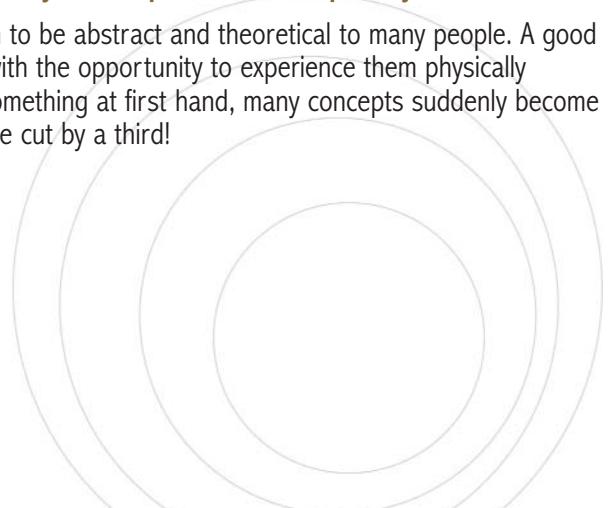 to be abstract and theoretical to many people. A good
with the opportunity to experience them physically
omething at first hand, many concepts suddenly become
e cut by a third!